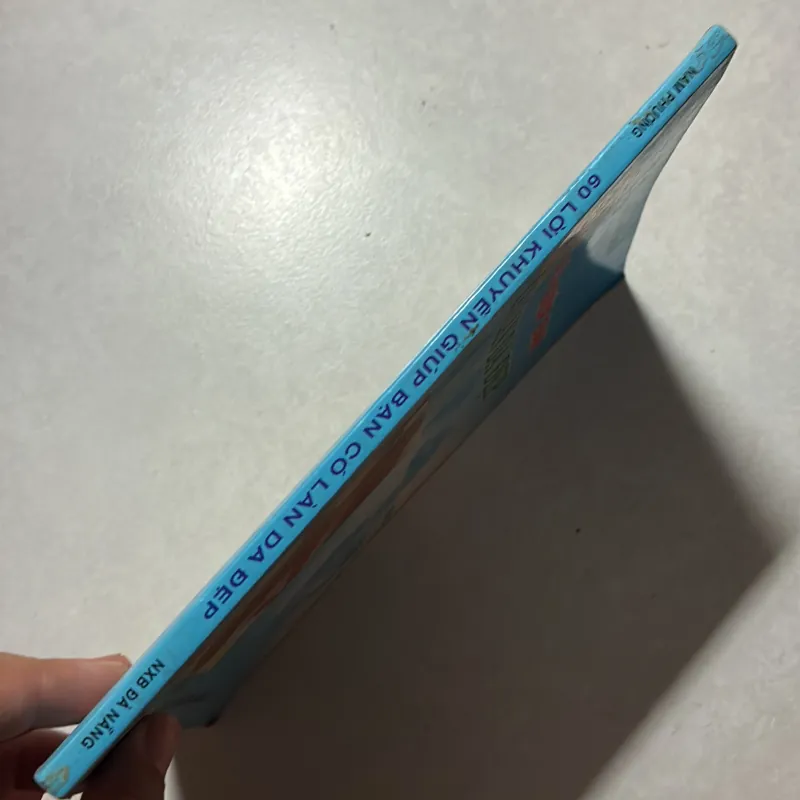 NAM PHƯƠNG
60 LỜI KHUYÊN GIÚP BẠN CÓ LÀN DA ĐẸP
NXB ĐÀ NẴNG